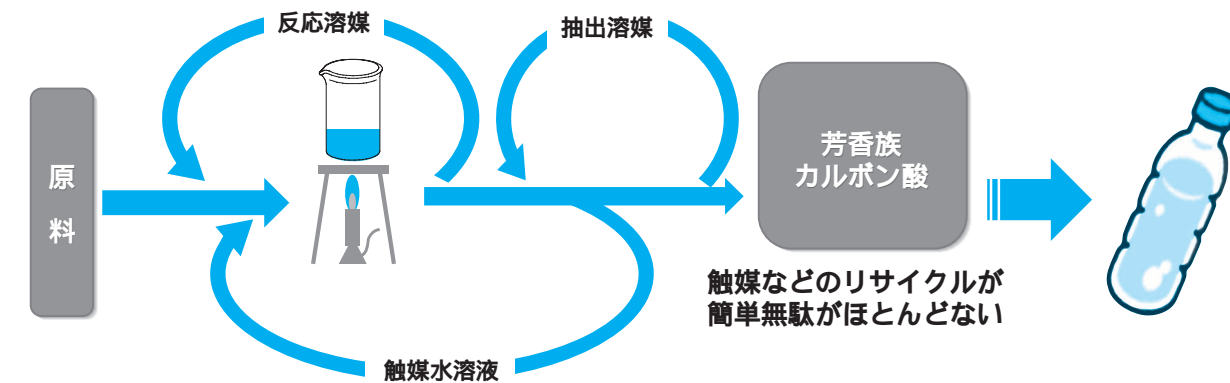 反応溶媒
抽出溶媒
原料
芳香族
カルボン酸
触媒などのリサイクルが
簡単無駄がほとんどない
触媒水溶液